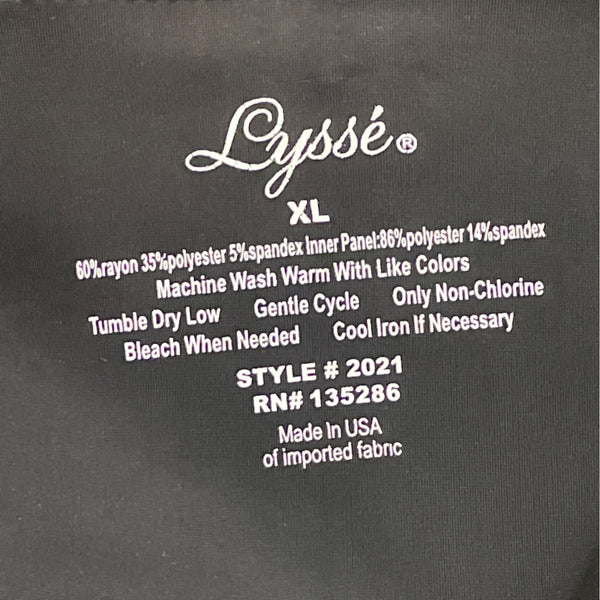 Lyssé®
XL
60%rayon 35%polyester 5%spandex Inner Panel:86%polyester 14%spandex
Machine Wash Warm With Like Colors
Tumble Dry Low Gentle Cycle Only Non-Chlorine
Bleach When Needed Cool Iron If Necessary
STYLE # 2021
RN# 135286
Made In USA
of imported fabric